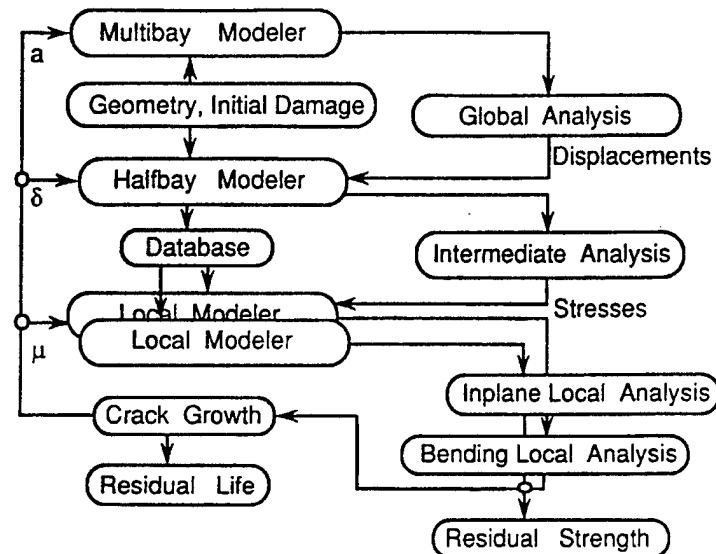 Multibay Modeler
a
Geometry, Initial Damage
Global Analysis
Displacements
Halfbay Modeler
δ
Database
Intermediate Analysis
Local Modeler
Stresses
Local Modeler
μ
Inplane Local Analysis
Crack Growth
Bending Local Analysis
Residual Life
Residual Strength